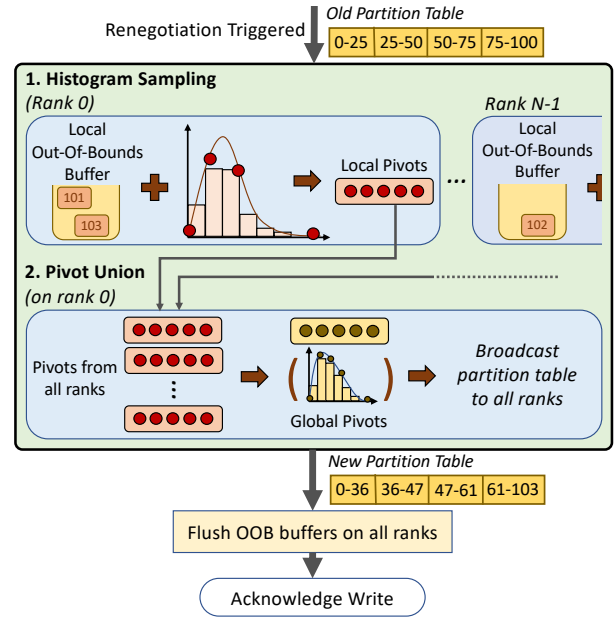 Renegotiation Triggered
Old Partition Table
0-25 25-50 50-75 75-100
1. Histogram Sampling
(Rank 0)
Rank N-1
Local
Out-Of-Bounds
Buffer
101
103
Local Pivots
...
Local
Out-Of-Bounds
Buffer
102
2. Pivot Union
(on rank 0)
Pivots from
all ranks
Global Pivots
Broadcast
partition table
to all ranks
New Partition Table
0-36 36-47 47-61 61-103
Flush OOB buffers on all ranks
Acknowledge Write